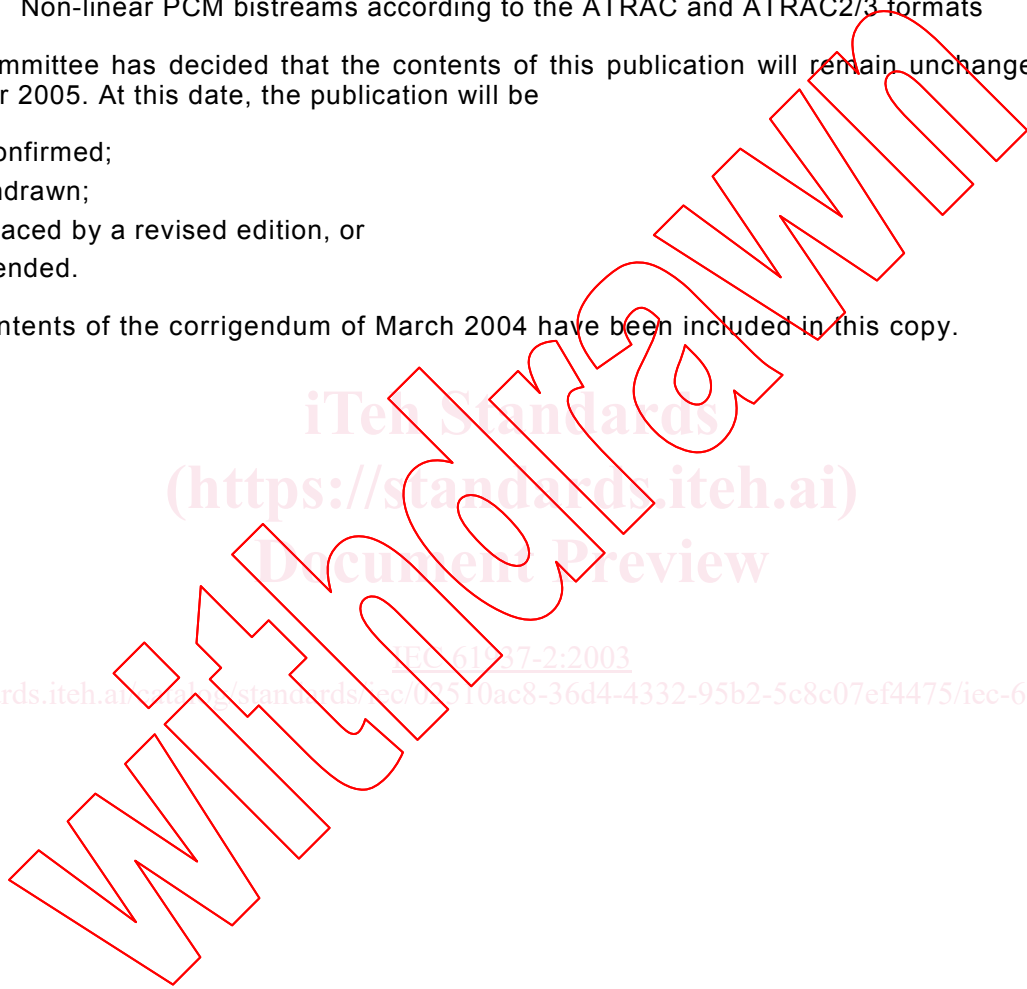 Non-linear PCM bistreams according to the ATRAC and ATRAC2/3 formats
mmittee has decided that the contents of this publication will remain unchange
r 2005. At this date, the publication will be
onfirmed;
ndrawn;
aced by a revised edition, or
ended.
ntents of the corrigendum of March 2004 have been included in this copy.
iTeh Standards
(https://standards.iteh.ai)
Document Preview
IEC 61937-2:2003
rds.iteh.ai/catalog/standards/iec/02510ac8-36d4-4332-95b2-5c8c07ef4475/iec-6
withdrawn